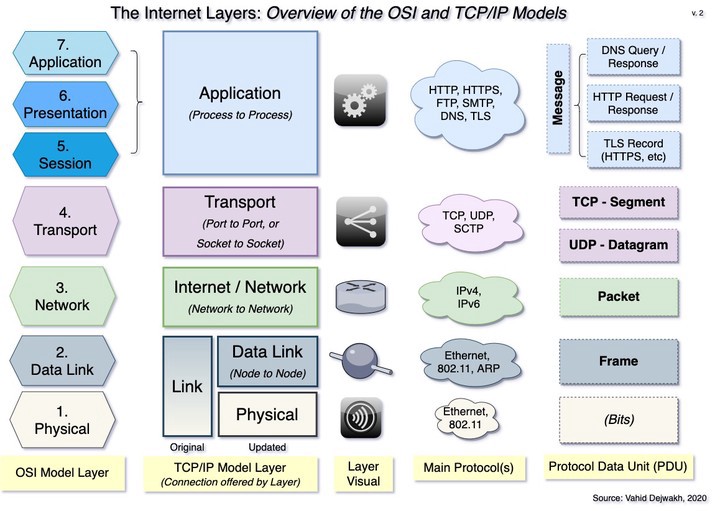 The Internet Layers: Overview of the OSI and TCP/IP Models
v. 2
7.
Application
6.
Presentation
5.
Session
4.
Transport
3.
Network
2.
Data Link
1.
Physical
OSI Model Layer
Application
(Process to Process)
Transport
(Port to Port, or
Socket to Socket)
Internet / Network
(Network to Network)
Link
Data Link
(Node to Node)
Physical
Original
Updated
TCP/IP Model Layer
(Connection offered by Layer)
Layer
Visual
HTTP, HTTPS,
FTP, SMTP,
DNS, TLS
TCP, UDP,
SCTP
IPv4,
IPv6
Ethernet,
802.11, ARP
Ethernet,
802.11
Main Protocol(s)
Message
DNS Query /
Response
HTTP Request /
Response
TLS Record
(HTTPS, etc)
TCP - Segment
UDP - Datagram
Packet
Frame
(Bits)
Protocol Data Unit (PDU)
Source: Vahid Dejwakh, 2020